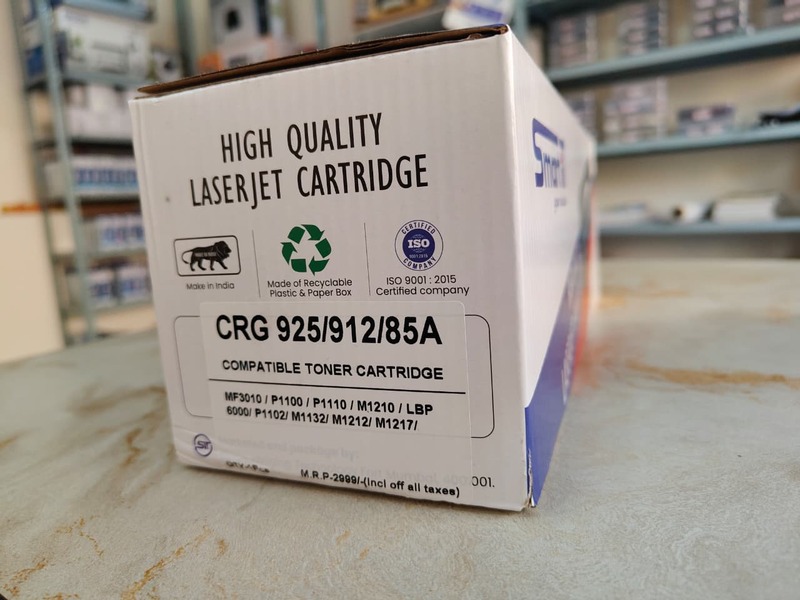 HIGH QUALITY
LASERJET CARTRIDGE
Make in India
Made of Recyclable
Plastic & Paper Box
CERTIFIED
ISO
9001:2015
COMPANY
ISO 9001 : 2015
Certified company
CRG 925/912/85A
COMPATIBLE TONER CARTRIDGE
MF3010 / P1100 / P1110 / M1210 / LBP
6000/ P1102/ M1132/ M1212/ M1217/
001.
M.R.P-2999/-(Incl off all taxes)